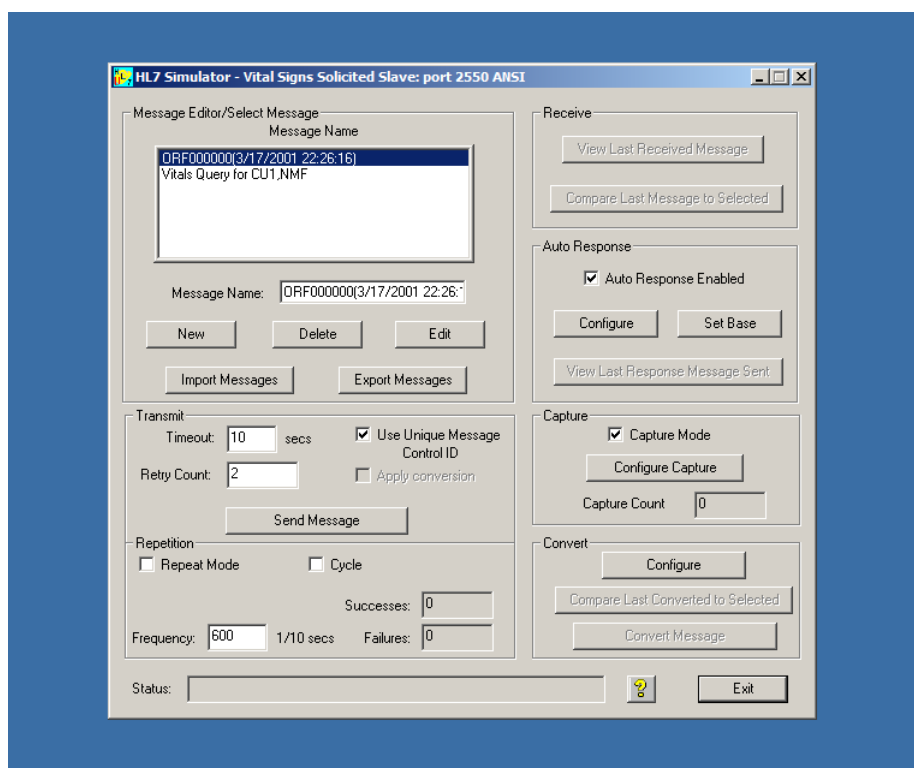 HL7 Simulator - Vital Signs Solicited Slave: port 2550 ANSI
Message Editor/Select Message
Message Name
ORF000000(3/17/2001 22:26:16)
Vitals Query for CU1,NMF
Message Name: ORF000000(3/17/2001 22:26:
New Delete Edit
Import Messages Export Messages
Transmit
Timeout: 10 secs
Use Unique Message
Control ID
Retry Count: 2
Apply conversion
Send Message
Repetition
Repeat Mode Cycle
Successes: 0
Frequency: 600 1/10 secs Failures: 0
Receive
View Last Received Message
Compare Last Message to Selected
Auto Response
Auto Response Enabled
Configure Set Base
View Last Response Message Sent
Capture
Capture Mode
Configure Capture
Capture Count 0
Convert
Configure
Compare Last Converted to Selected
Convert Message
Status: ? Exit